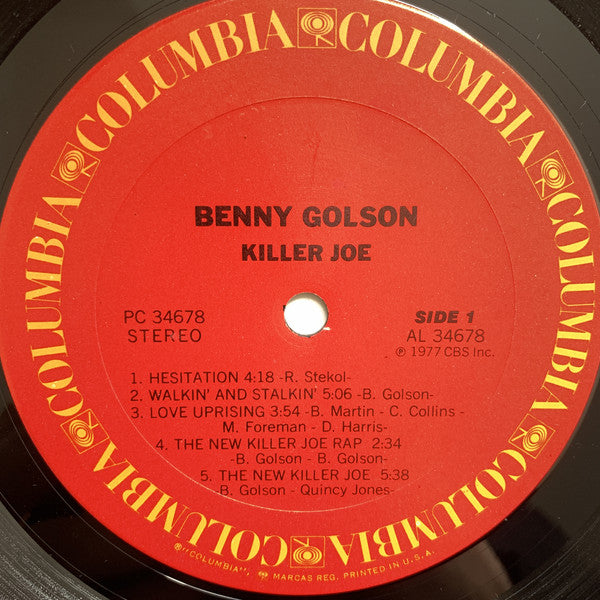 COLUMBIA COLUMBIA COLUMBIA COLUMBIA COLUMBIA COLUMBIA COLUMBIA COLUMBIA
BENNY GOLSON
KILLER JOE
PC 34678
STEREO
SIDE 1
AL 34678
℗ 1977 CBS Inc.
1. HESITATION 4:18 -R. Stekol-
2. WALKIN' AND STALKIN' 5:06 -B. Golson-
3. LOVE UPRISING 3:54 -B. Martin - C. Collins -
M. Foreman - D. Harris-
4. THE NEW KILLER JOE RAP 2:34
-B. Golson - B. Golson-
5. THE NEW KILLER JOE 5:38
-B. Golson - Quincy Jones-
®"COLUMBIA", MARCAS REG. PRINTED IN U.S.A.